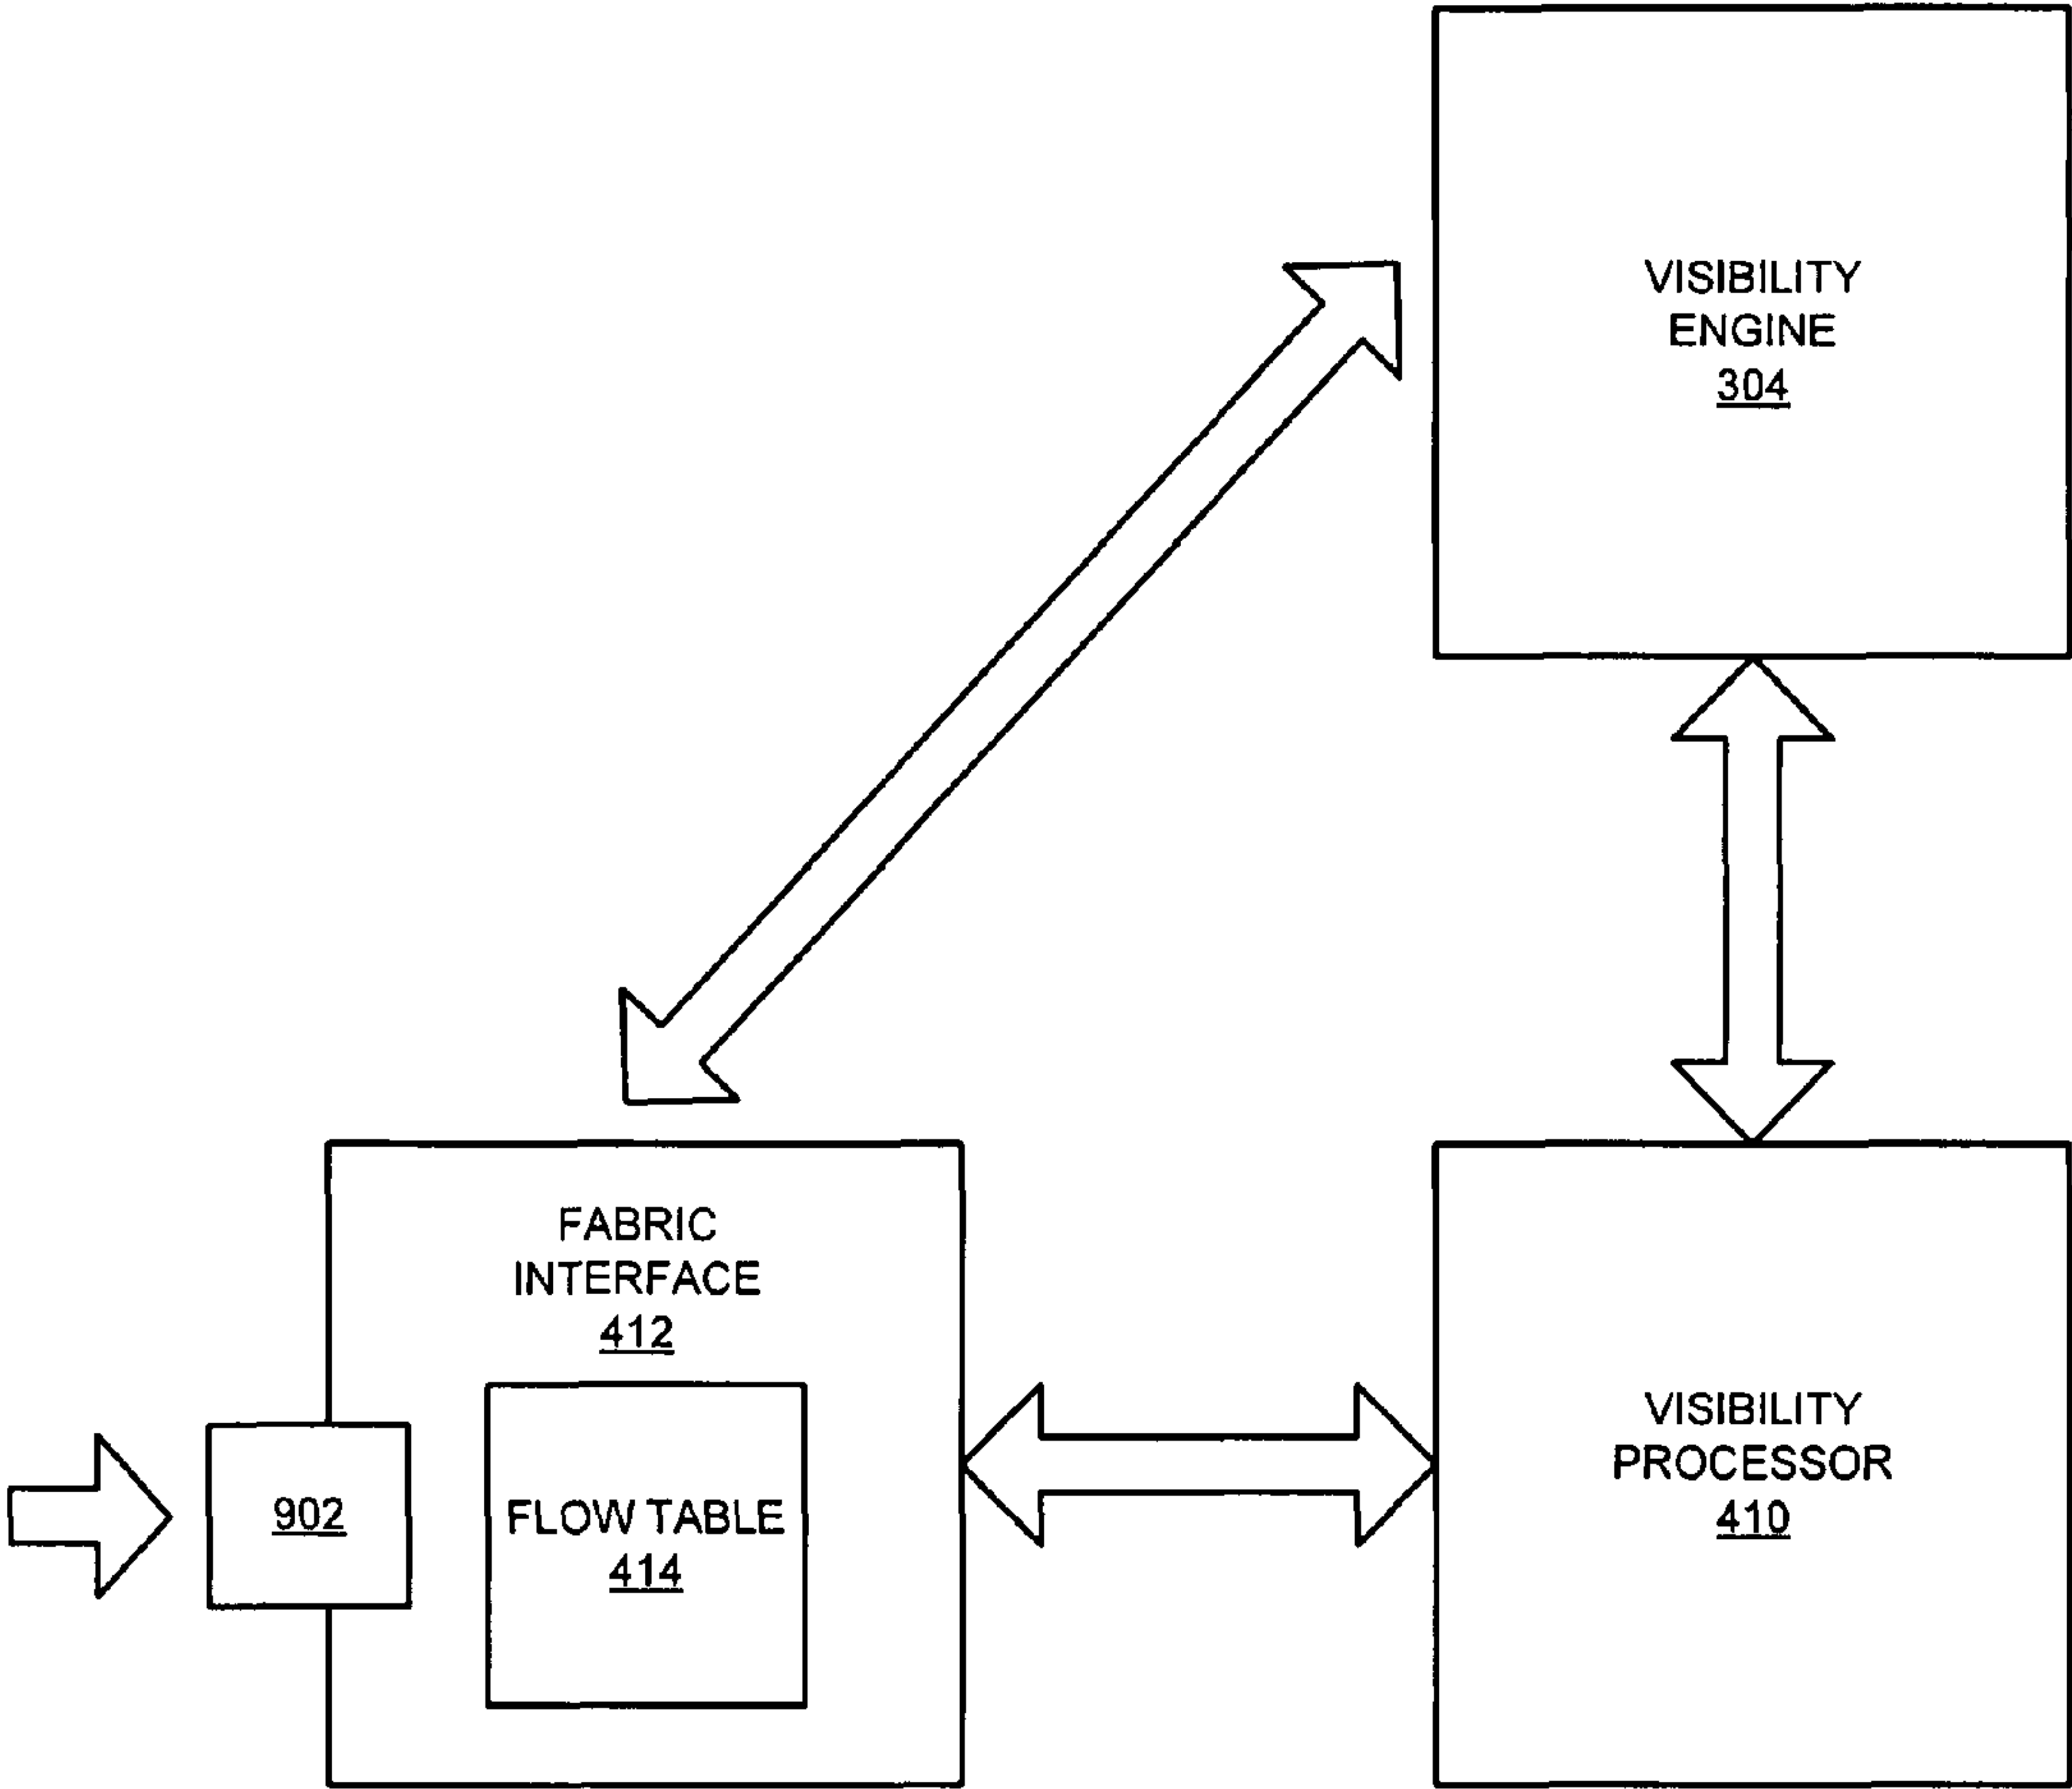 VISIBILITY
ENGINE
304
FABRIC
INTERFACE
412
902
FLOW TABLE
414
VISIBILITY
PROCESSOR
410